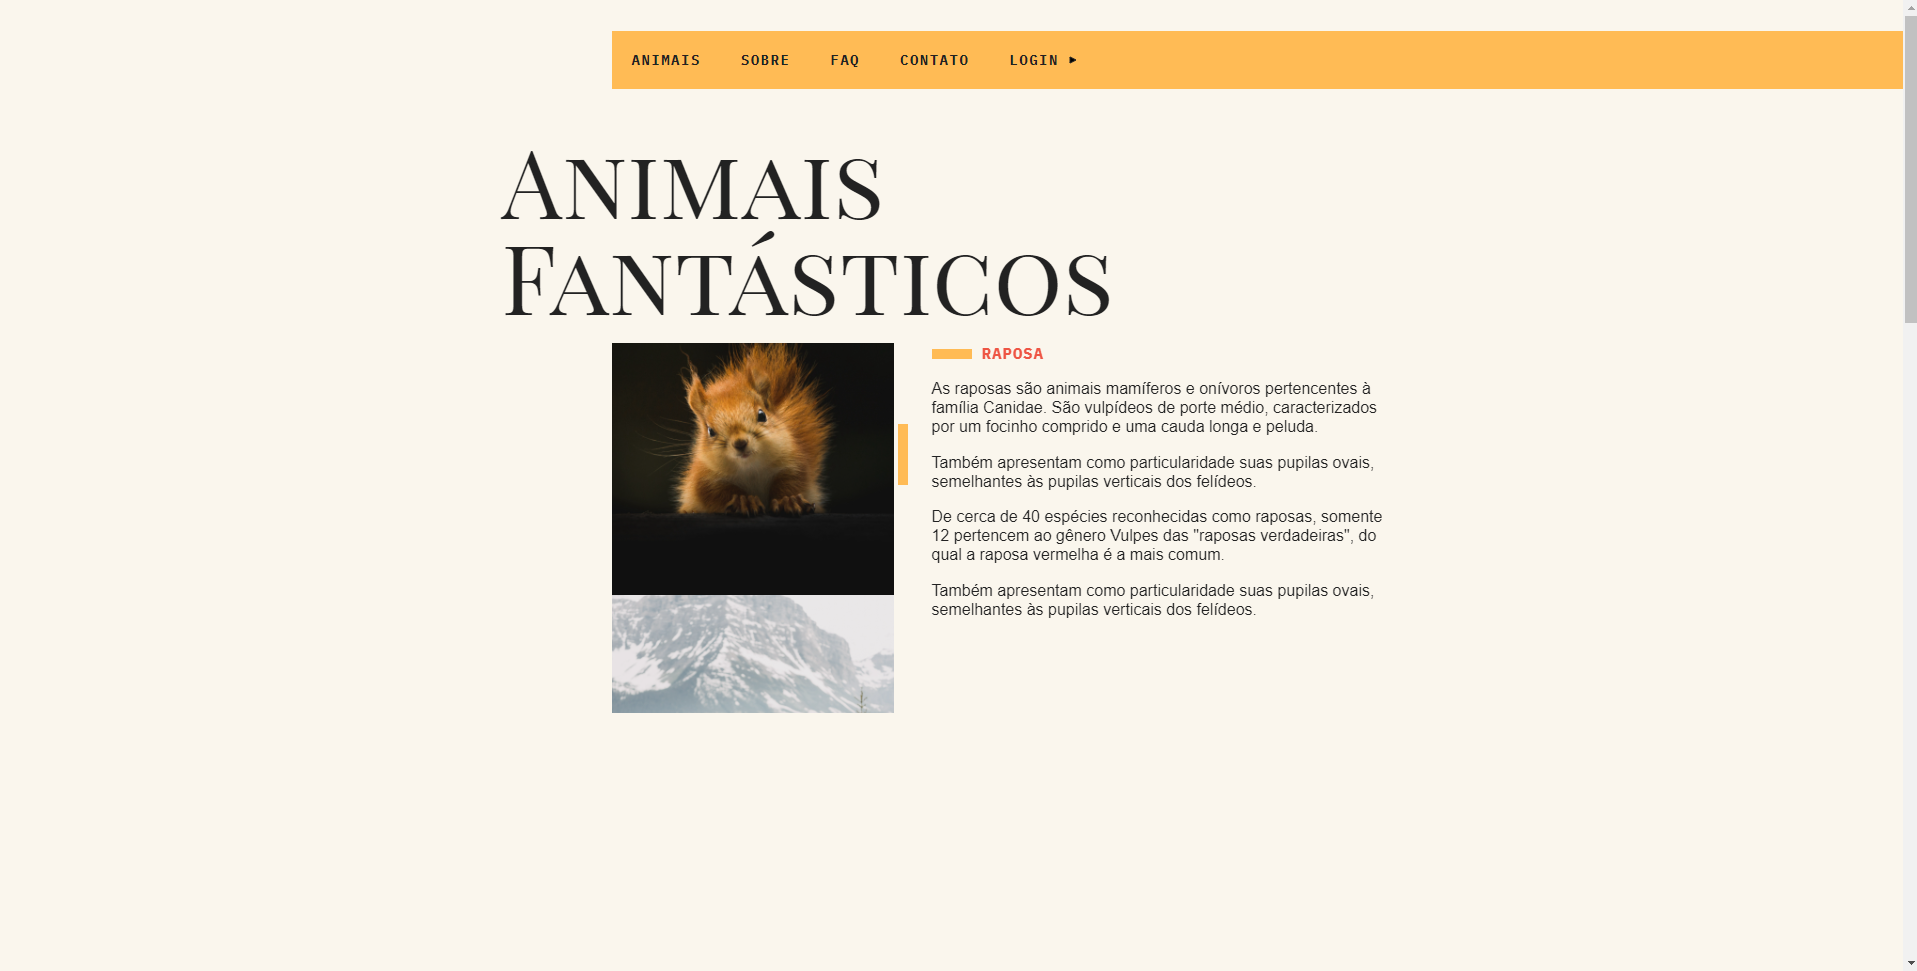 ANIMAIS SOBRE FAQ CONTATO LOGIN ▸
Animais
Fantásticos
RAPOSA
As raposas são animais mamíferos e onívoros pertencentes à
família Canidae. São vulpídeos de porte médio, caracterizados
por um focinho comprido e uma cauda longa e peluda.
Também apresentam como particularidade suas pupilas ovais,
semelhantes às pupilas verticais dos felídeos.
De cerca de 40 espécies reconhecidas como raposas, somente
12 pertencem ao gênero Vulpes das "raposas verdadeiras", do
qual a raposa vermelha é a mais comum.
Também apresentam como particularidade suas pupilas ovais,
semelhantes às pupilas verticais dos felídeos.